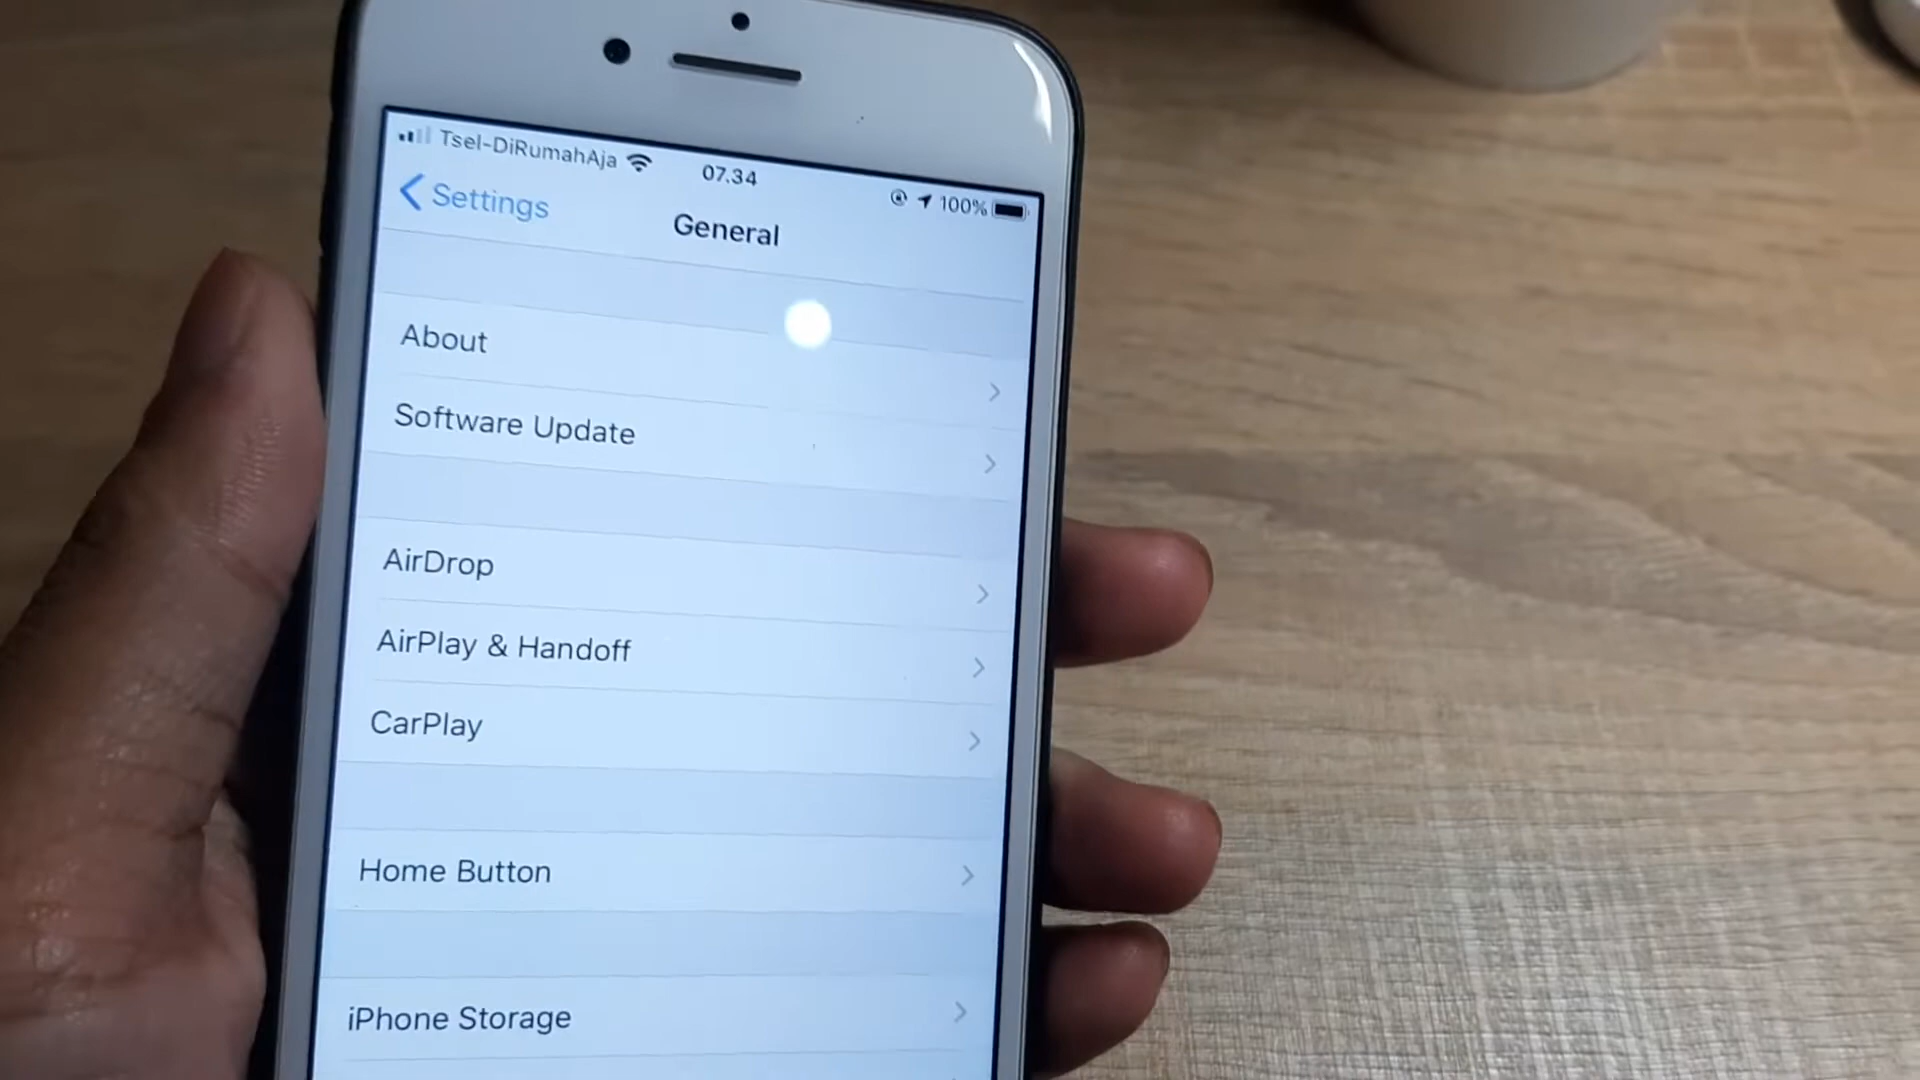 Tsel-DiRumahAja 07.34 100%
Settings General
About
Software Update
AirDrop
AirPlay & Handoff
CarPlay
Home Button
iPhone Storage